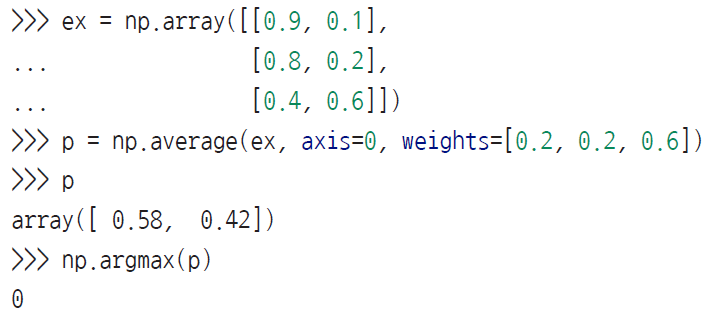 >>> ex = np.array([[0.9, 0.1],
...                [0.8, 0.2],
...                [0.4, 0.6]])
>>> p = np.average(ex, axis=0, weights=[0.2, 0.2, 0.6])
>>> p
array([ 0.58,  0.42])
>>> np.argmax(p)
0